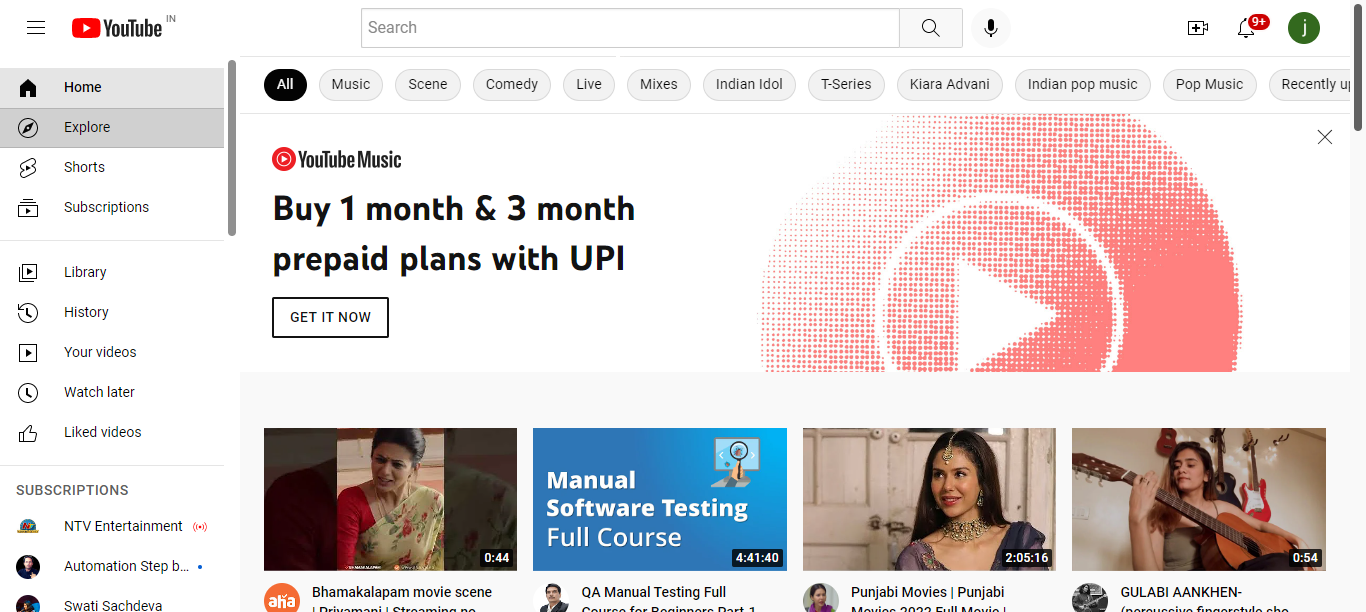 YouTube IN
Search
9+
j
Home
Explore
Shorts
Subscriptions
Library
History
Your videos
Watch later
Liked videos
SUBSCRIPTIONS
NTV Entertainment
Automation Step b...
Swati Sachdeva
All Music Scene Comedy Live Mixes Indian Idol T-Series Kiara Advani Indian pop music Pop Music Recently
YouTube Music
Buy 1 month & 3 month
prepaid plans with UPI
GET IT NOW
0:44
Manual
Software Testing
Full Course
4:41:40
2:05:16
0:54
aha
Bhamakalapam movie scene
| Priyamani | Streaming no
QA Manual Testing Full
Course for Beginners Part-1
Punjabi Movies | Punjabi
Movies 2022 Full Movie |
GULABI AANKHEN-
(percussive fingerstyle sho